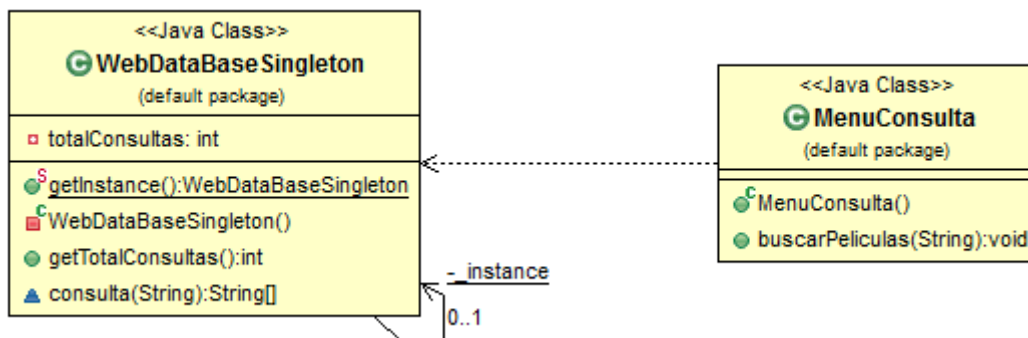 <<Java Class>>
WebDataBaseSingleton
(default package)
totalConsultas: int
getInstance():WebDataBaseSingleton
WebDataBaseSingleton()
getTotalConsultas():int
consulta(String):String[]
-_instance
0..1
<<Java Class>>
MenuConsulta
(default package)
MenuConsulta()
buscarPeliculas(String):void